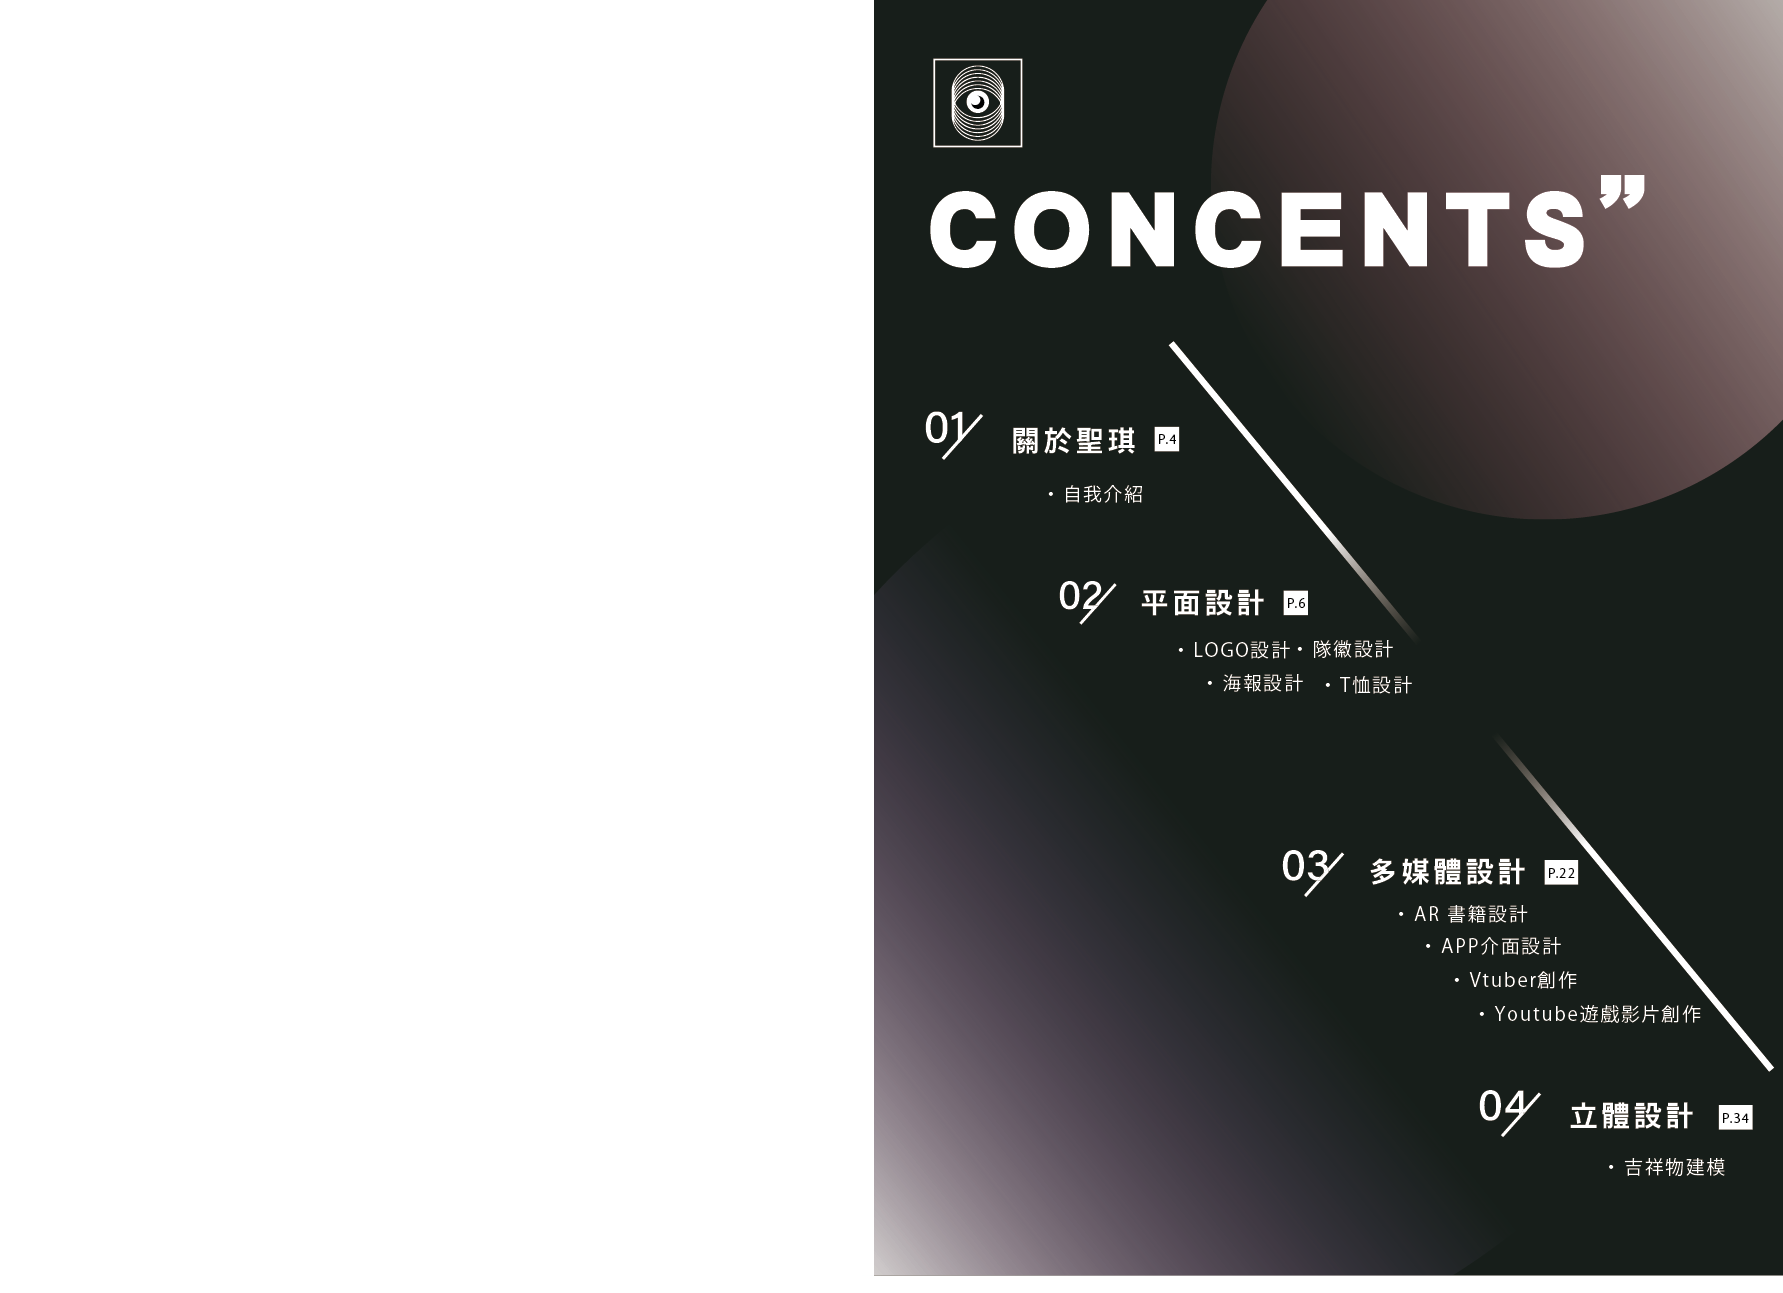 CONCENTS”
01 關於聖琪 P.4
・自我介紹
02 平面設計 P.6
・LOGO設計・隊徽設計
・海報設計 ・T恤設計
03 多媒體設計 P.22
・AR 書籍設計
・APP介面設計
・Vtuber創作
・Youtube遊戲影片創作
04 立體設計 P.34
・吉祥物建模